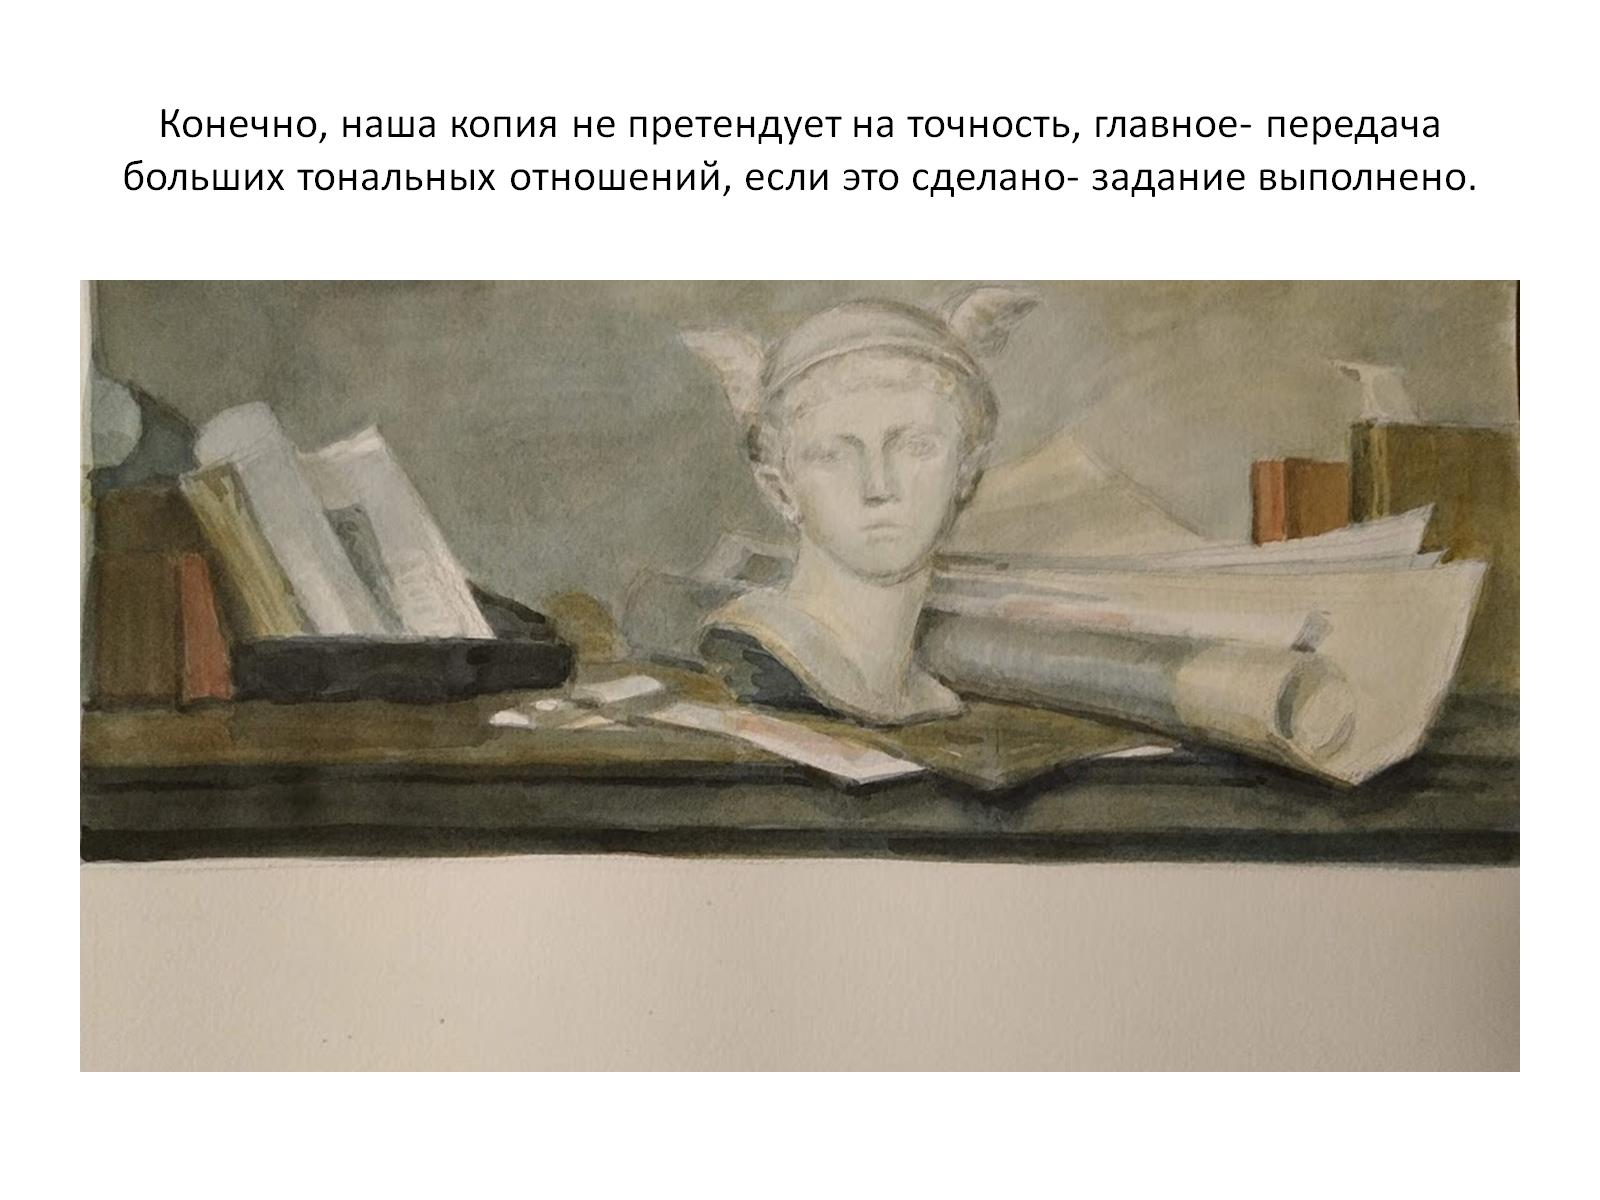 Конечно, наша копия не претендует на точность, главное- передача
больших тональных отношений, если это сделано- задание выполнено.